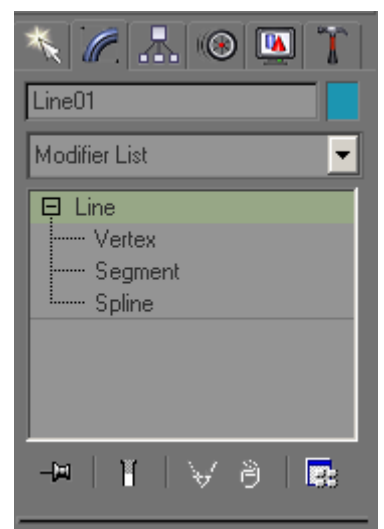 Line01
Modifier List
Line
Vertex
Segment
Spline